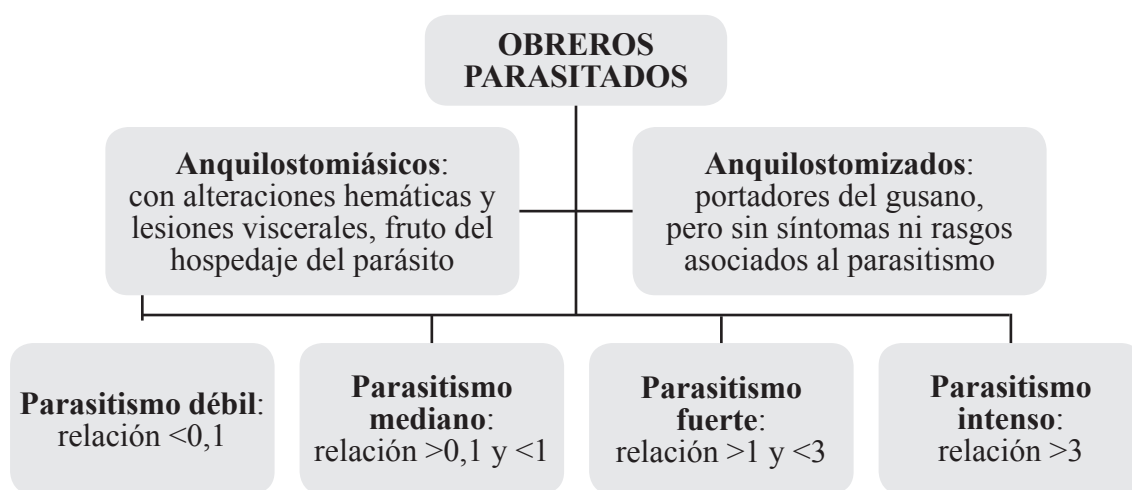 OBREROS
PARASITADOS
Anquilostomiásicos:
con alteraciones hemáticas y
lesiones viscerales, fruto del
hospedaje del parásito
Anquilostomizados:
portadores del gusano,
pero sin síntomas ni rasgos
asociados al parasitismo
Parasitismo débil:
relación <0,1
Parasitismo
mediano:
relación >0,1 y <1
Parasitismo
fuerte:
relación >1 y <3
Parasitismo
intenso:
relación >3